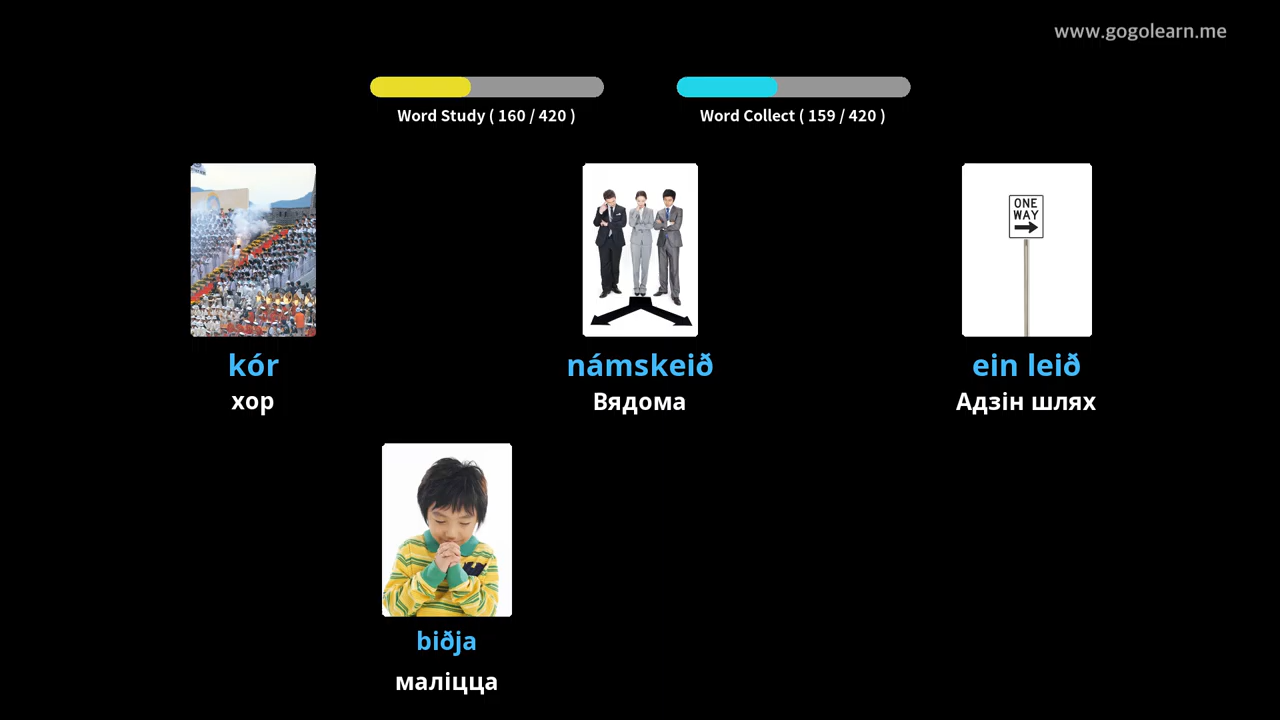 www.gogolearn.me
Word Study ( 160 / 420 )
Word Collect ( 159 / 420 )
ONE
WAY
kór
námskeið
ein leið
хор
Вядома
Адзін шлях
biðja
маліцца